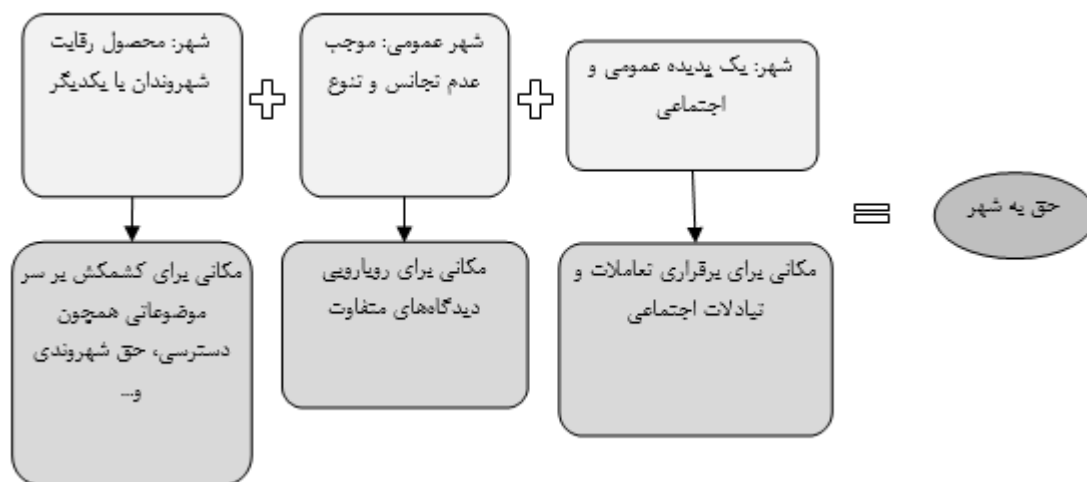 شهر: محصول رقابت
شهروندان با یکدیگر
شهر عمومی: موجب
عدم تجانس و تنوع
شهر: یک پدیده عمومی و
اجتماعی
حق به شهر
مکانی برای کشمکش بر سر
موضوعاتی همچون
دسترسی، حق شهروندی
و...
مکانی برای رویارویی
دیدگاه‌های متفاوت
مکانی برای برقراری تعاملات و
تبادلات اجتماعی